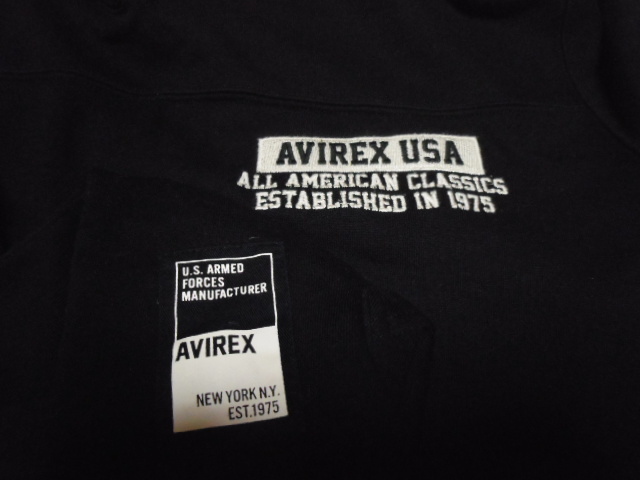 AVIREX USA
ALL AMERICAN CLASSICS
ESTABLISHED IN 1975
U.S. ARMED
FORCES
MANUFACTURER
AVIREX
NEW YORK N.Y.
EST.1975